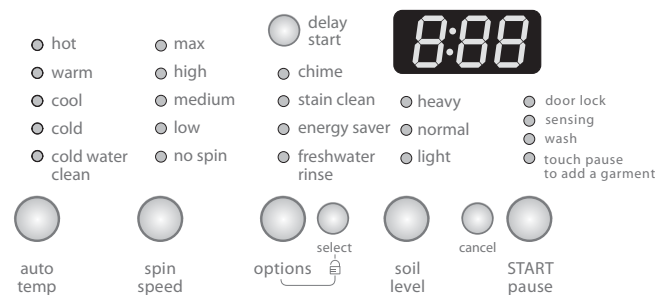 delay
start
8:88
hot
warm
cool
cold
cold water
clean
max
high
medium
low
no spin
chime
stain clean
energy saver
freshwater
rinse
heavy
normal
light
door lock
sensing
wash
touch pause
to add a garment
auto
temp
spin
speed
options
select
soil
level
cancel
START
pause